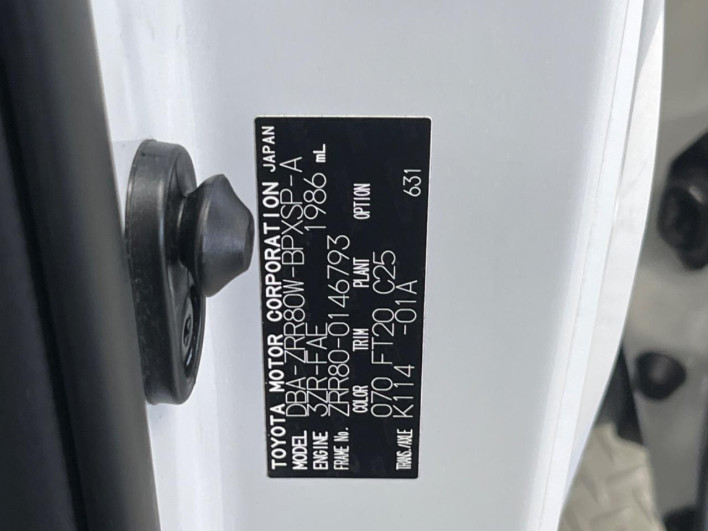 TOYOTA MOTOR CORPORATION JAPAN
MODEL DBA-ZRR80W-BPXSP-A
ENGINE 3ZR-FAE 1986 mL
FRAME No. ZRR80-0146793
COLOR TRIM PLANT OPTION
070 FT20 C25
TRANS./AXLE K114 -01A 631